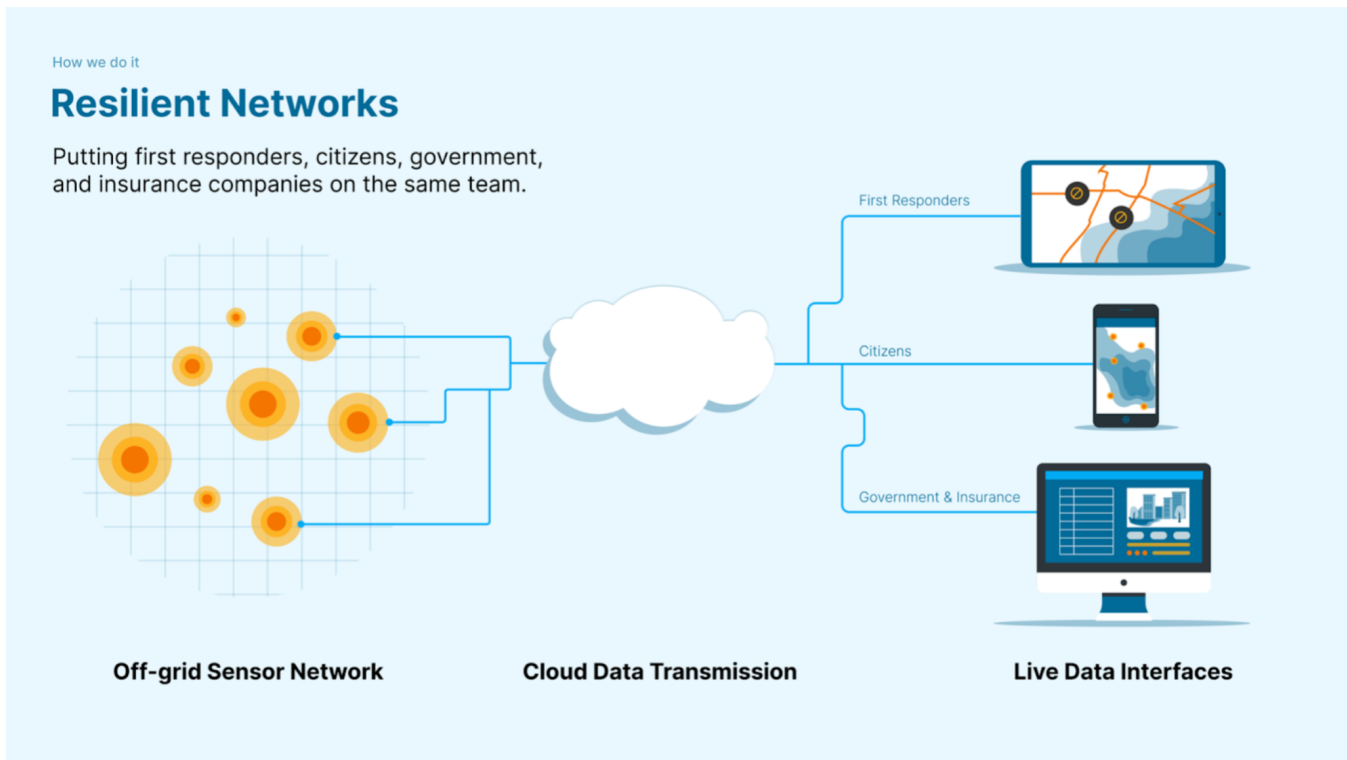 How we do it
Resilient Networks
Putting first responders, citizens, government,
and insurance companies on the same team.
First Responders
Citizens
Government & Insurance
Off-grid Sensor Network
Cloud Data Transmission
Live Data Interfaces